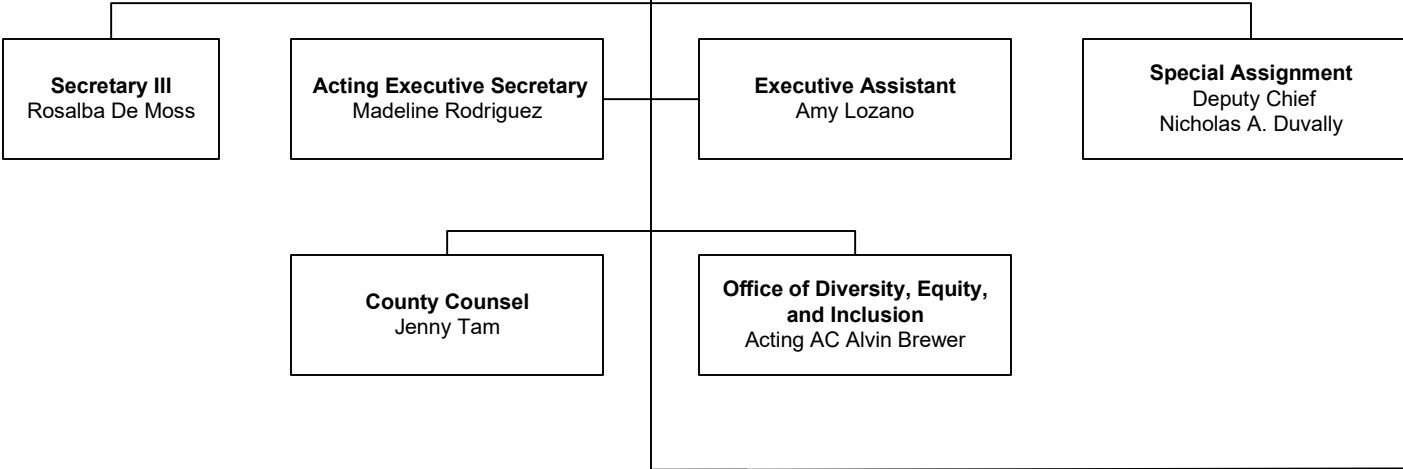 Secretary III
Rosalba De Moss
Acting Executive Secretary
Madeline Rodriguez
Executive Assistant
Amy Lozano
Special Assignment
Deputy Chief
Nicholas A. Duvally
County Counsel
Jenny Tam
Office of Diversity, Equity,
and Inclusion
Acting AC Alvin Brewer